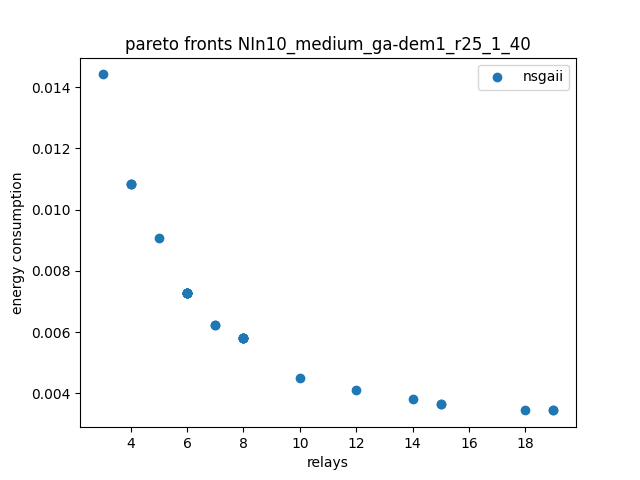 pareto fronts NIn10_medium_ga-dem1_r25_1_40
nsgaii
0.014
0.012
0.010
0.008
0.006
0.004
energy consumption
4 6 8 10 12 14 16 18
relays